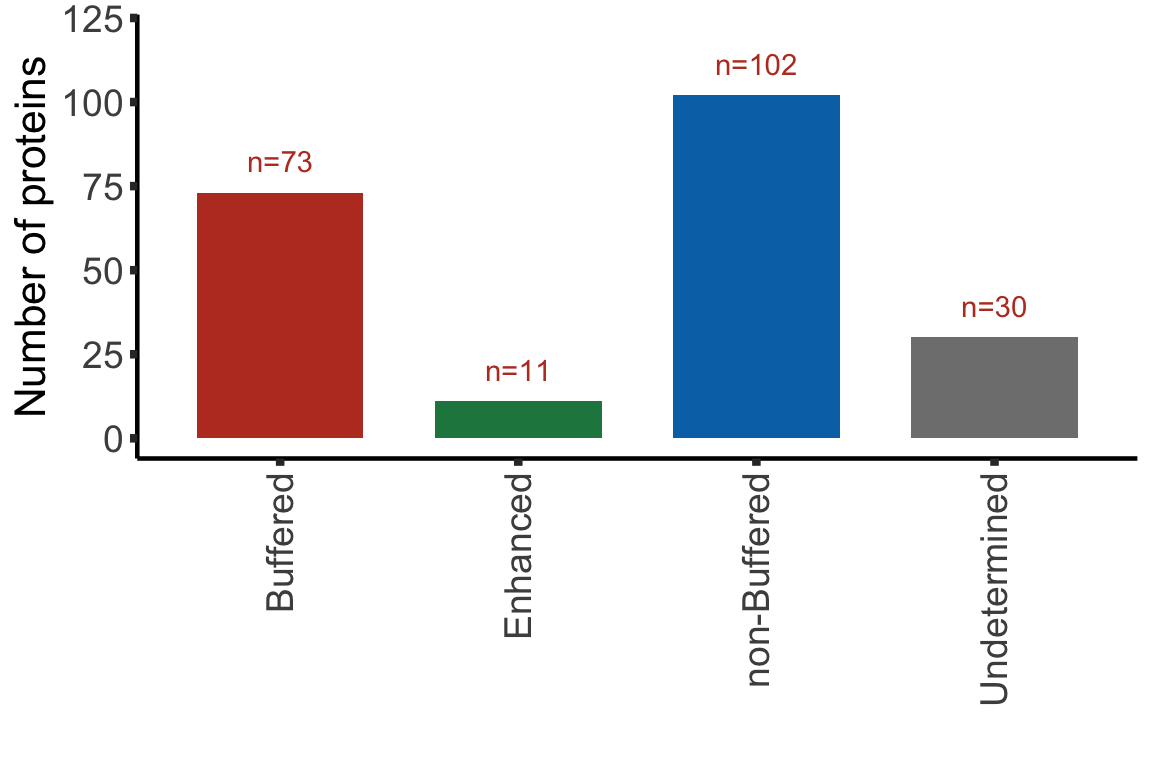 Number of proteins
125
100
75
50
25
0
n=73
n=11
n=102
n=30
Buffered
Enhanced
non-Buffered
Undetermined